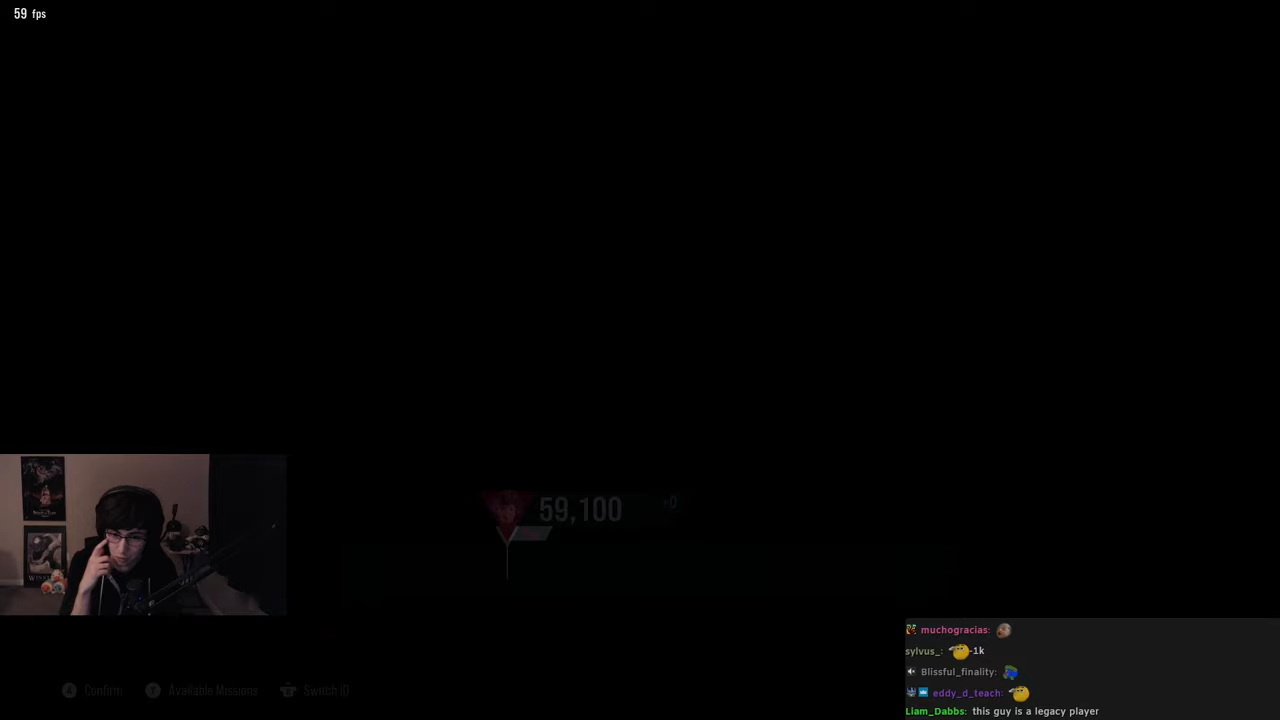 59 fps
59,100
+0
muchogracias:
sylvus_: -1k
Blissful_finality:
eddy_d_teach:
Liam_Dabbs: this guy is a legacy player
Confirm Available Missions Switch ID